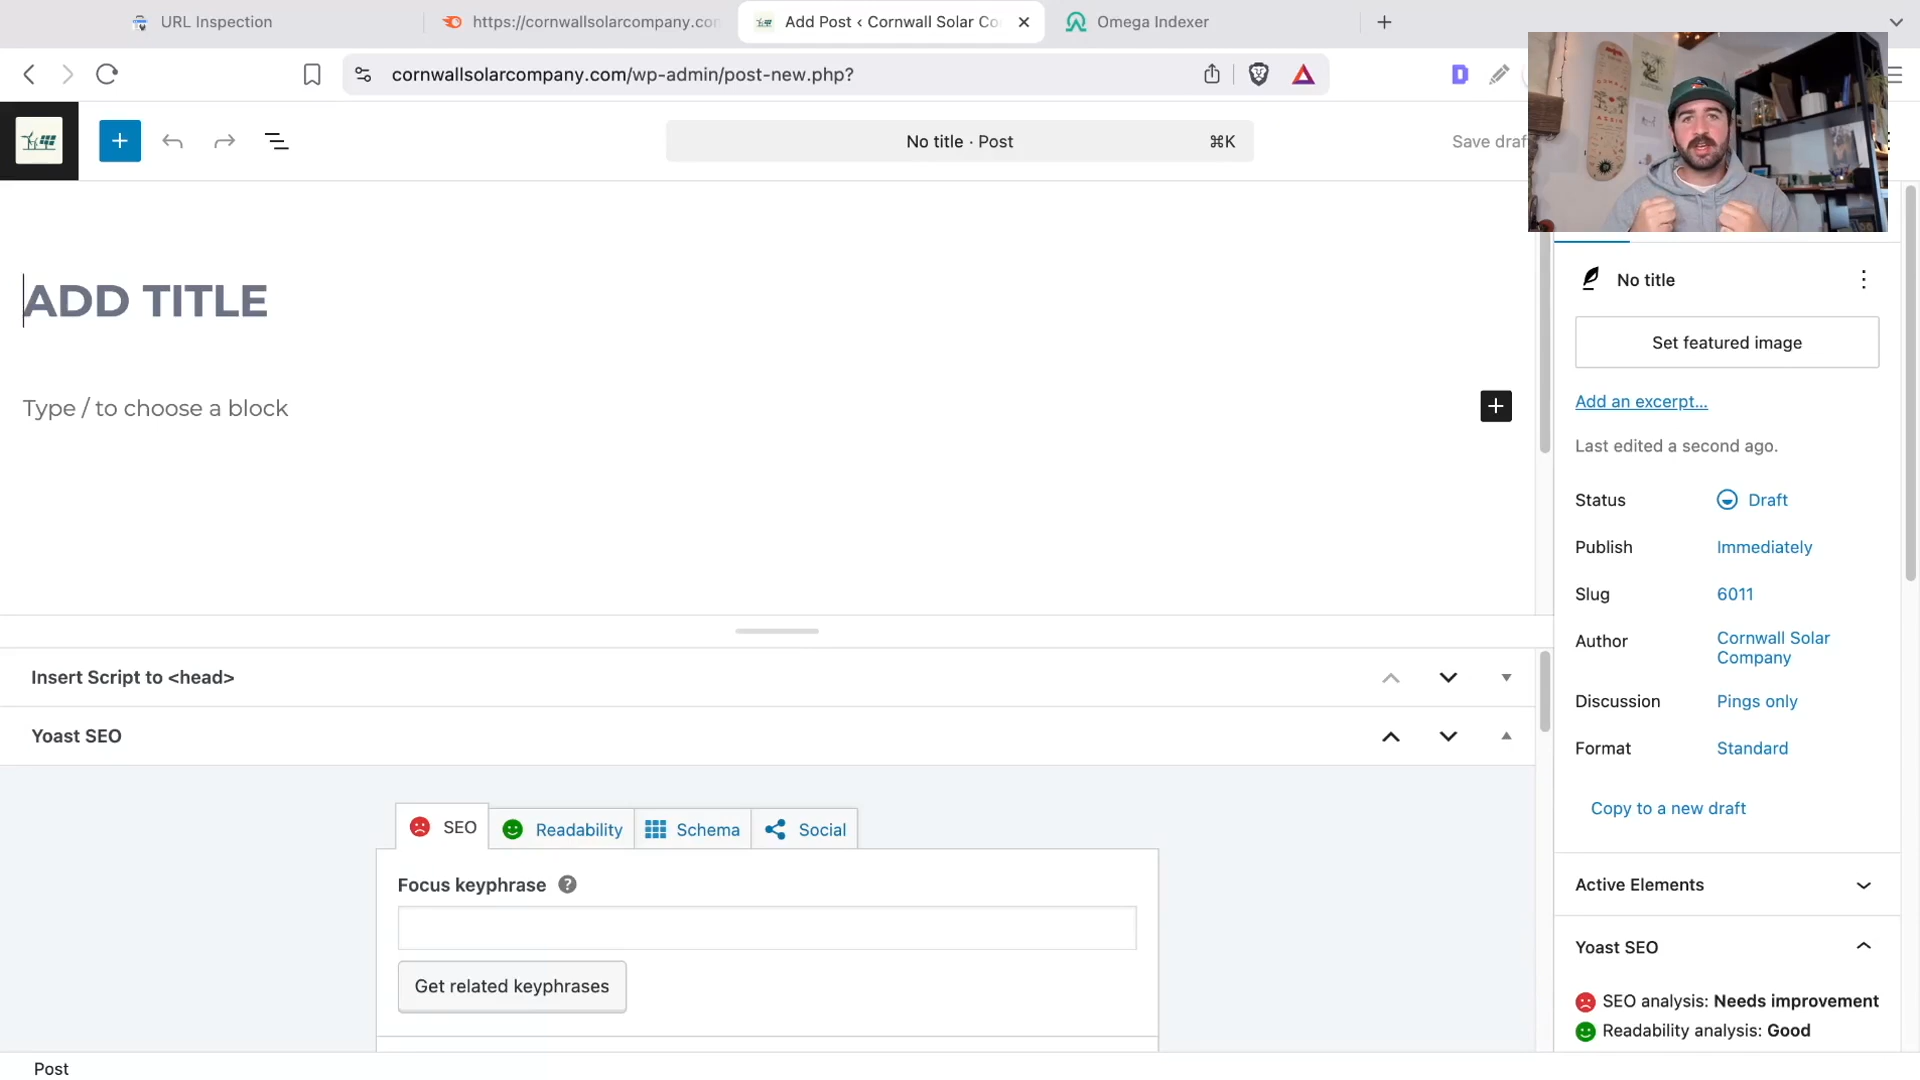 URL Inspection
https://cornwallsolarcompany.co
Add Post ‹ Cornwall Solar Co
Omega Indexer
cornwallsolarcompany.com/wp-admin/post-new.php?
No title · Post
⌘K
Save draf
ADD TITLE
Type / to choose a block
No title
Set featured image
Add an excerpt...
Last edited a second ago.
Status
Draft
Publish
Immediately
Slug
6011
Author
Cornwall Solar
Company
Discussion
Pings only
Format
Standard
Copy to a new draft
Active Elements
Yoast SEO
SEO analysis: Needs improvement
Readability analysis: Good
Insert Script to <head>
Yoast SEO
SEO
Readability
Schema
Social
Focus keyphrase
Get related keyphrases
Post